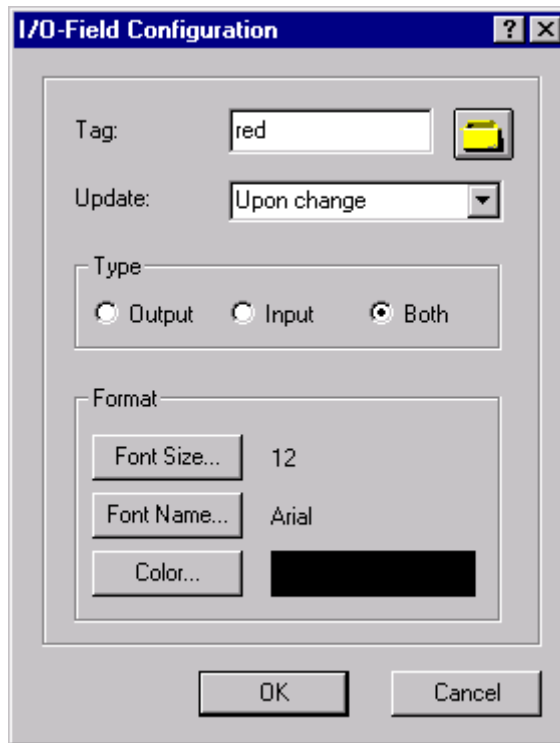 I/O-Field Configuration
Tag: red
Update: Upon change
Type
Output Input Both
Format
Font Size... 12
Font Name... Arial
Color...
OK Cancel